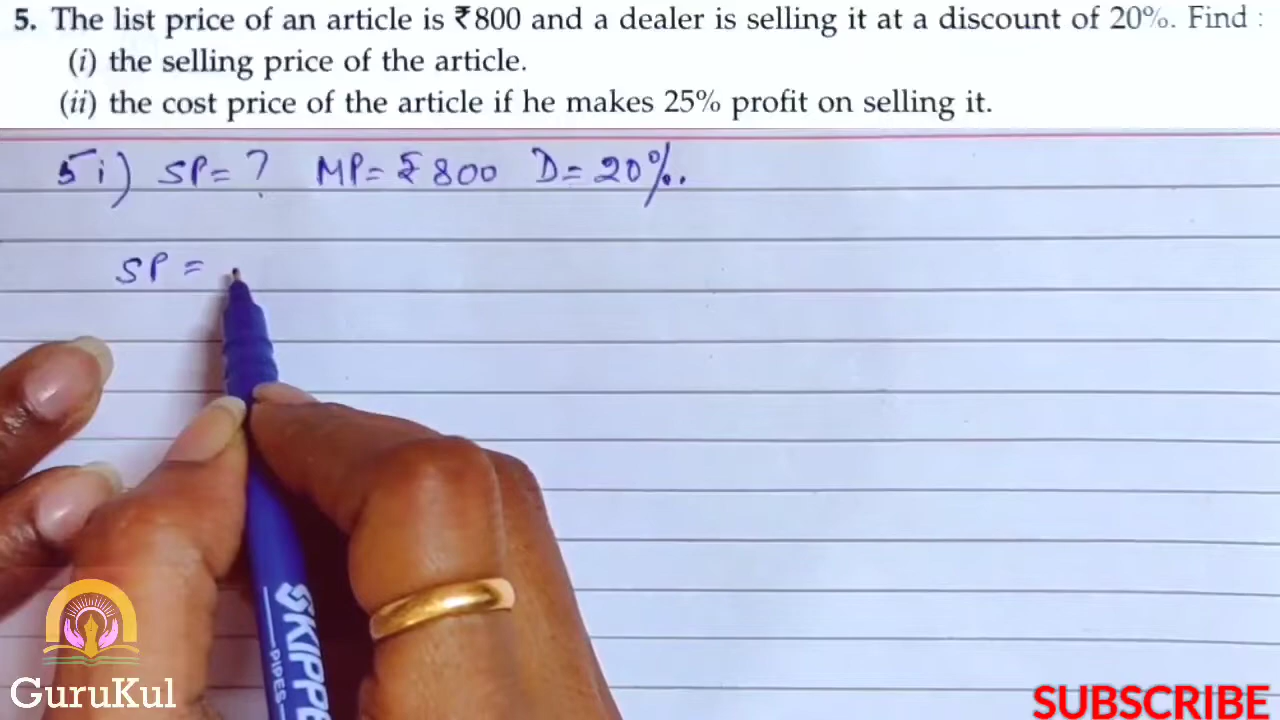 5. The list price of an article is ₹800 and a dealer is selling it at a discount of 20%. Find :
(i) the selling price of the article.
(ii) the cost price of the article if he makes 25% profit on selling it.
5 i) SP = ? MP = ₹ 800 D = 20%.
SP =
SKIPPE
PIPES
GuruKul
SUBSCRIBE